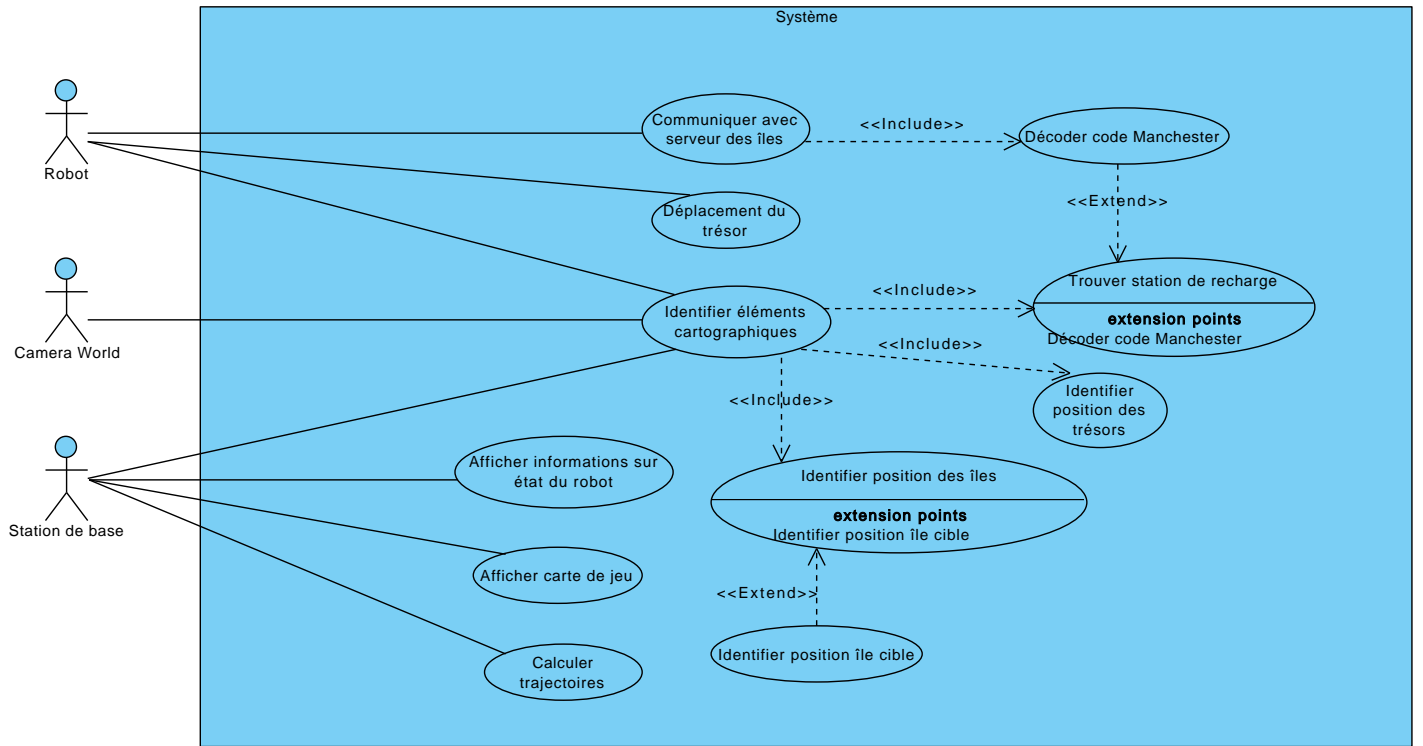 Système
Robot
Communiquer avec
serveur des îles
<<Include>>
Décoder code Manchester
<<Extend>>
Déplacement du
trésor
Camera World
Identifier éléments
cartographiques
<<Include>>
Trouver station de recharge
extension points
Décoder code Manchester
<<Include>>
Identifier
position des
trésors
<<Include>>
Station de base
Afficher informations sur
état du robot
Identifier position des îles
extension points
Identifier position île cible
Afficher carte de jeu
<<Extend>>
Identifier position île cible
Calculer
trajectoires